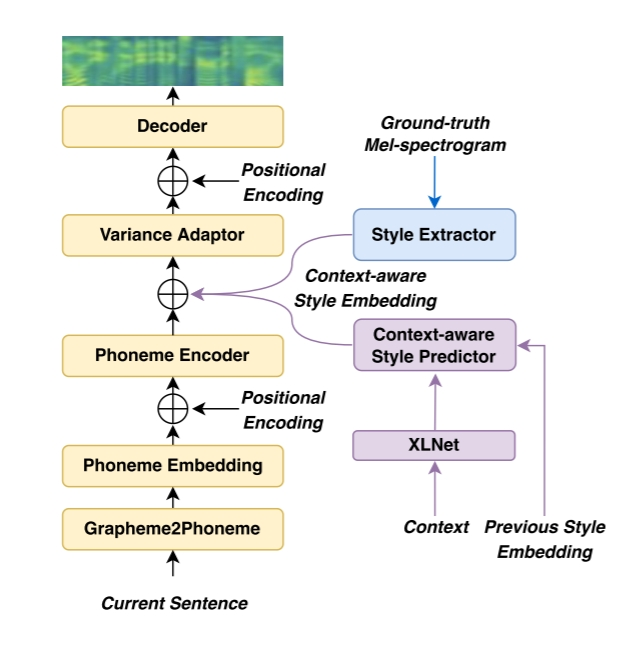 Decoder
Ground-truth
Mel-spectrogram
Positional
Encoding
Variance Adaptor
Style Extractor
Context-aware
Style Embedding
Phoneme Encoder
Context-aware
Style Predictor
Positional
Encoding
XLNet
Phoneme Embedding
Grapheme2Phoneme
Context
Previous Style
Embedding
Current Sentence